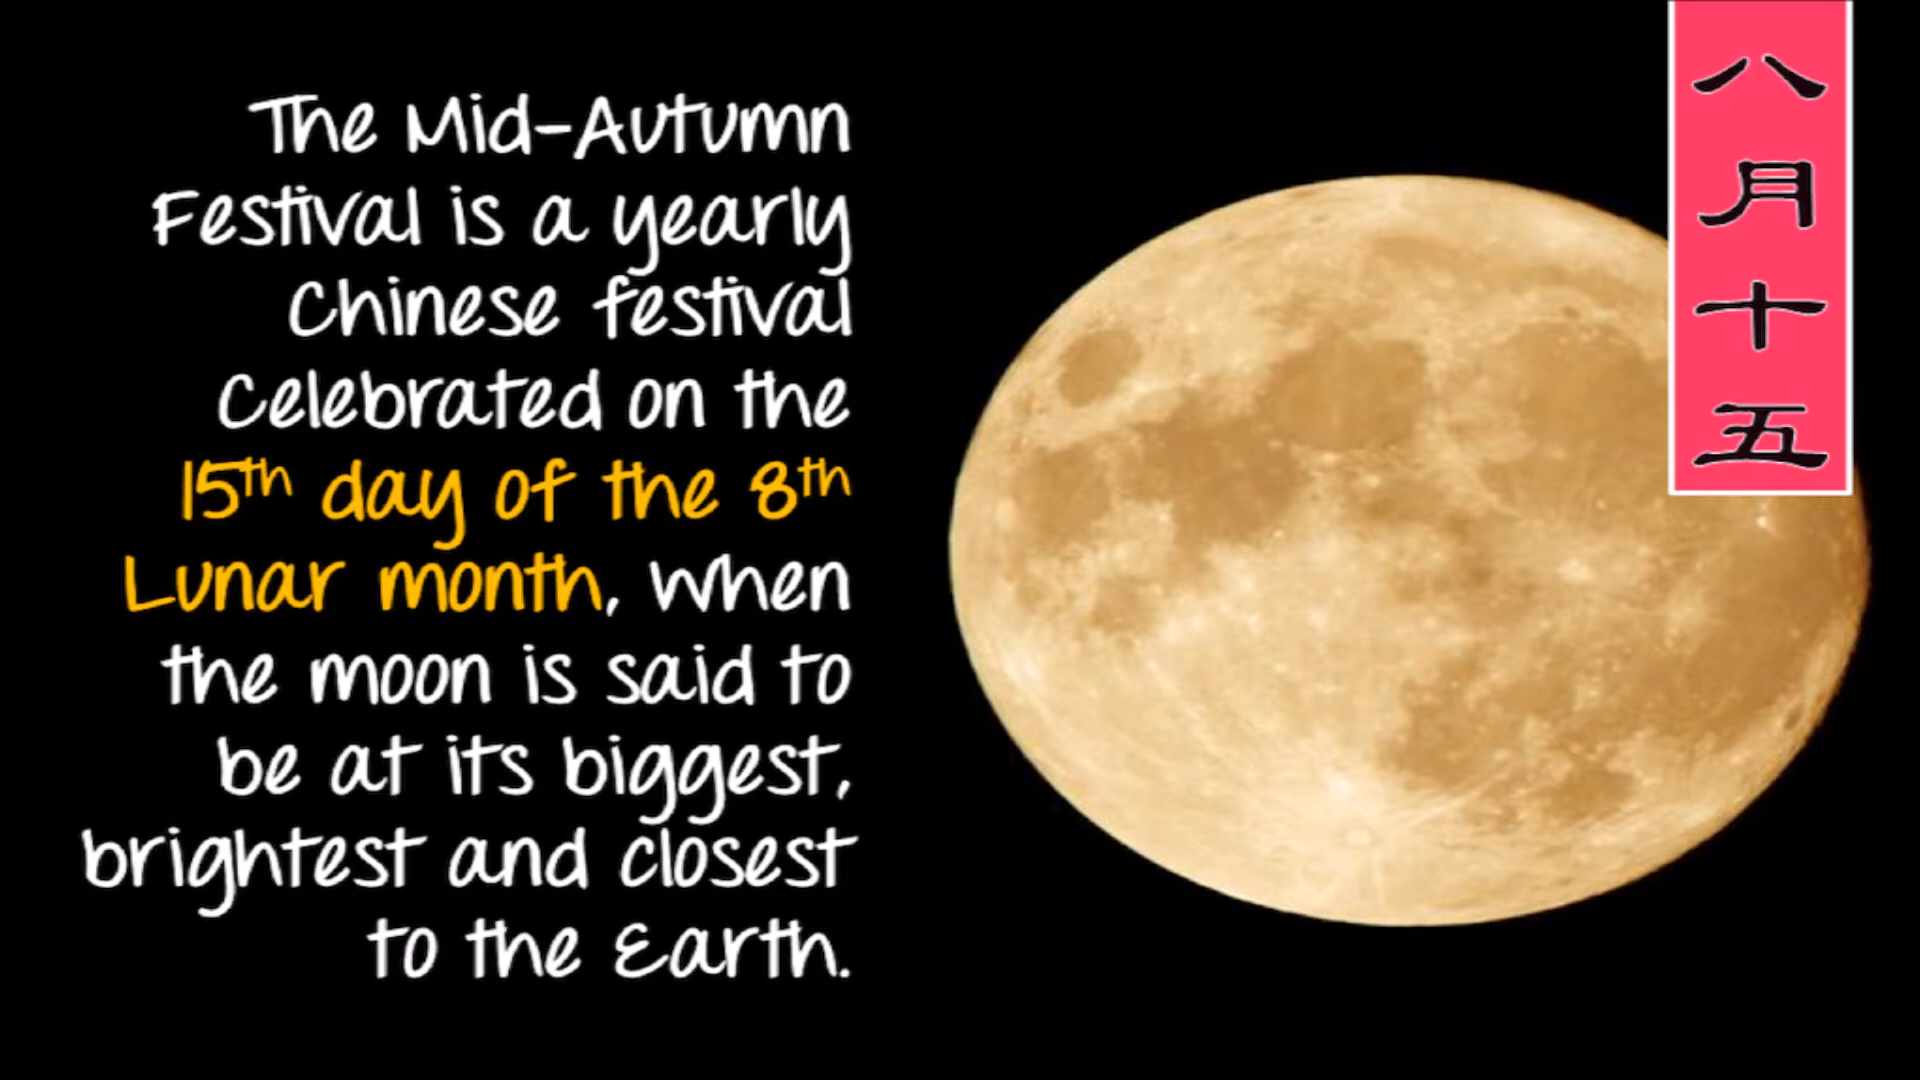 The Mid-Autumn
Festival is a yearly
Chinese festival
Celebrated on the
15th day of the 8th
Lunar month, when
the moon is said to
be at its biggest,
brightest and closest
to the Earth.
八月十五